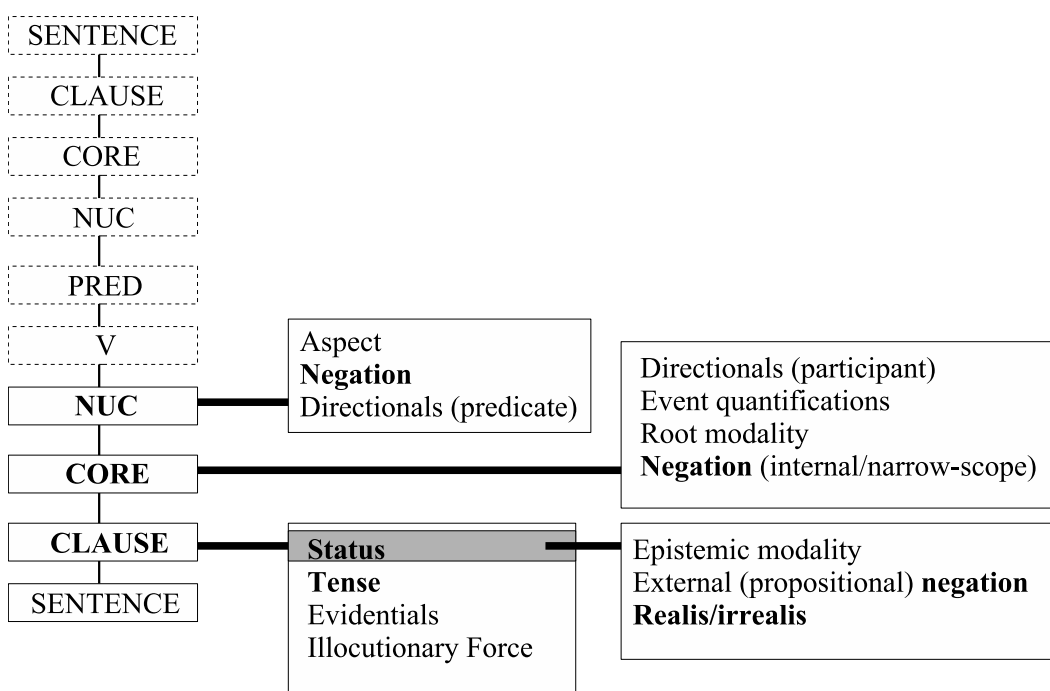 SENTENCE
CLAUSE
CORE
NUC
PRED
V
NUC
CORE
CLAUSE
SENTENCE
Aspect
Negation
Directionals (predicate)
Directionals (participant)
Event quantifications
Root modality
Negation (internal/narrow-scope)
Status
Tense
Evidentials
Illocutionary Force
Epistemic modality
External (propositional) negation
Realis/irrealis